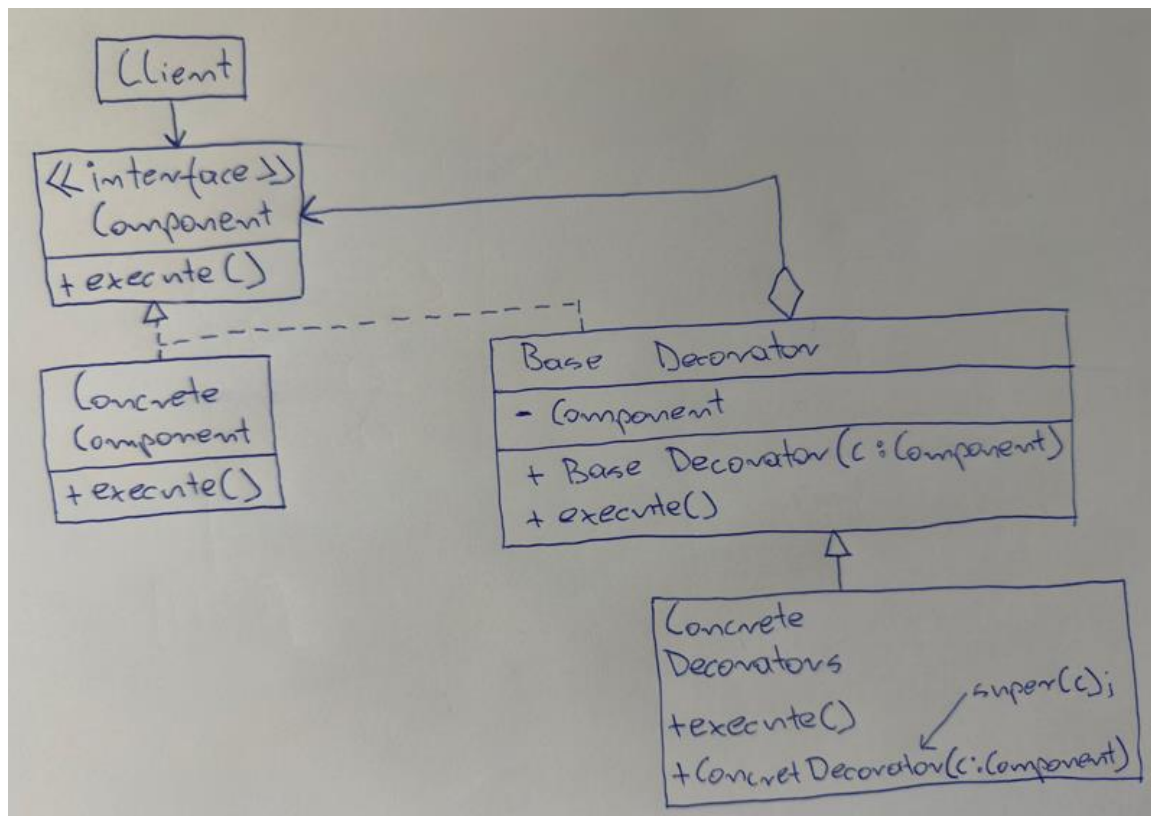 Client
<<interface>>
Component
+ execute()
Concrete
Component
+ execute()
Base Decorator
- Component
+ Base Decorator(c:Component)
+ execute()
Concrete
Decorators
super(c);
+execute()
+ConcretDecorator(c:Component)